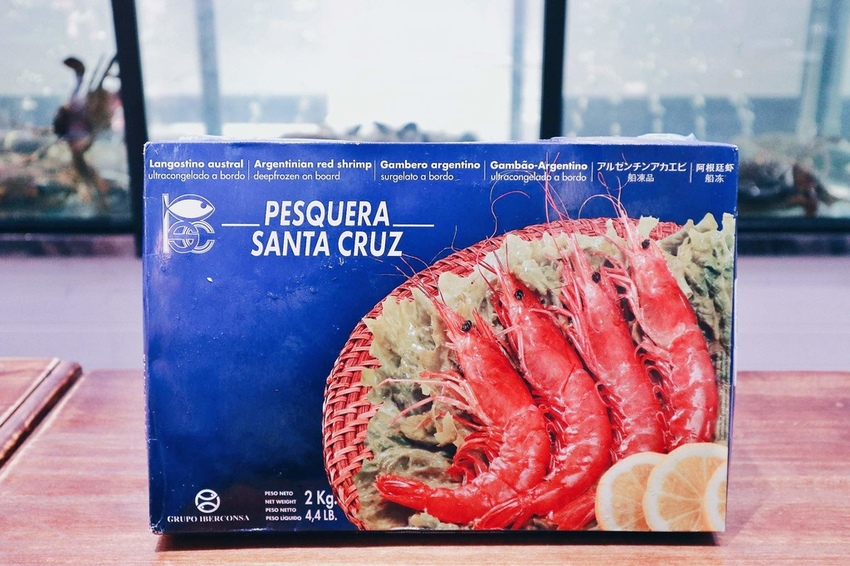 Langostino austral
ultracongelado a bordo
Argentinian red shrimp
deepfrozen on board
Gambero argentino
surgelato a bordo
Gambão-Argentino
ultracongelado a bordo
アルゼンチンアカエビ
船凍品
阿根廷虾
船冻
PESQUERA
SANTA CRUZ
GRUPO IBERCONSA
PESO NETO
NET WEIGHT
PESO NETTO
PESO LÍQUIDO
2 Kg.
4,4 LB.